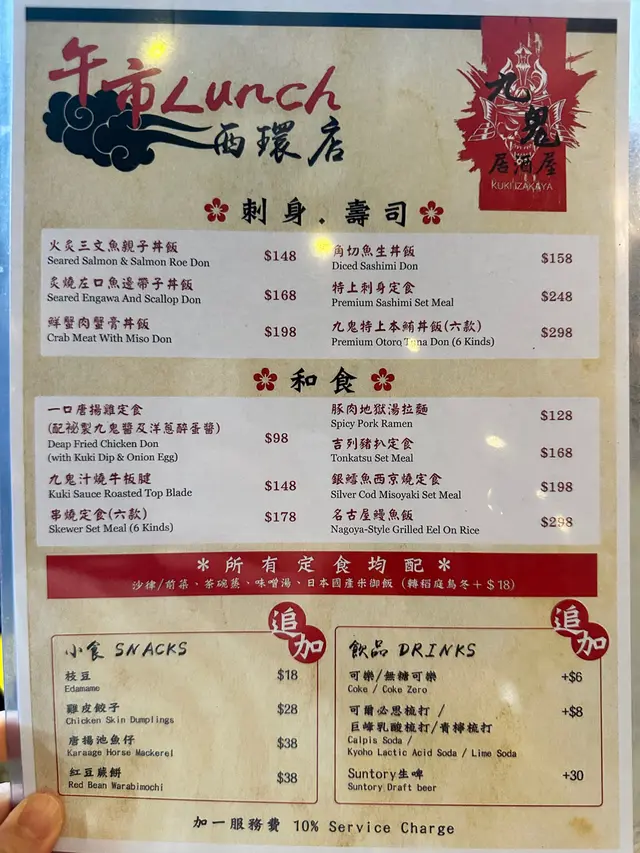 午市Lunch
西環店
九鬼
居酒屋
KUKI IZAKAYA
刺身.壽司
火炙三文魚親子丼飯
Seared Salmon & Salmon Roe Don
$148
炙燒左口魚邊帶子丼飯
Seared Engawa And Scallop Don
$168
鮮蟹肉蟹膏丼飯
Crab Meat With Miso Don
$198
角切魚生丼飯
Diced Sashimi Don
$158
特上刺身定食
Premium Sashimi Set Meal
$248
九鬼特上本鮪丼飯(六款)
Premium Otoro Tuna Don (6 Kinds)
$298
和食
一口唐揚雞定食
(配祕製九鬼醬及洋蔥醉蛋醬)
Deap Fried Chicken Don
(with Kuki Dip & Onion Egg)
$98
九鬼汁燒牛板腱
Kuki Sauce Roasted Top Blade
$148
串燒定食(六款)
Skewer Set Meal (6 Kinds)
$178
豚肉地獄湯拉麵
Spicy Pork Ramen
$128
吉列豬扒定食
Tonkatsu Set Meal
$168
銀鱈魚西京燒定食
Silver Cod Misoyaki Set Meal
$198
名古屋鰻魚飯
Nagoya-Style Grilled Eel On Rice
$298
*所有定食均配*
沙律/前菜、茶碗蒸、味噌湯、日本國產米御飯 (轉稻庭烏冬+$18)
小食 SNACKS
追加
枝豆
Edamame
$18
雞皮餃子
Chicken Skin Dumplings
$28
唐揚池魚仔
Karaage Horse Mackerel
$38
紅豆蕨餅
Red Bean Warabimochi
$38
飲品 DRINKS
追加
可樂/無糖可樂
Coke / Coke Zero
+$6
可爾必思梳打 /
巨峰乳酸梳打/青檸梳打
Calpis Soda /
Kyoho Lactic Acid Soda / Lime Soda
+$8
Suntory生啤
Suntory Draft beer
+30
加一服務費 10% Service Charge